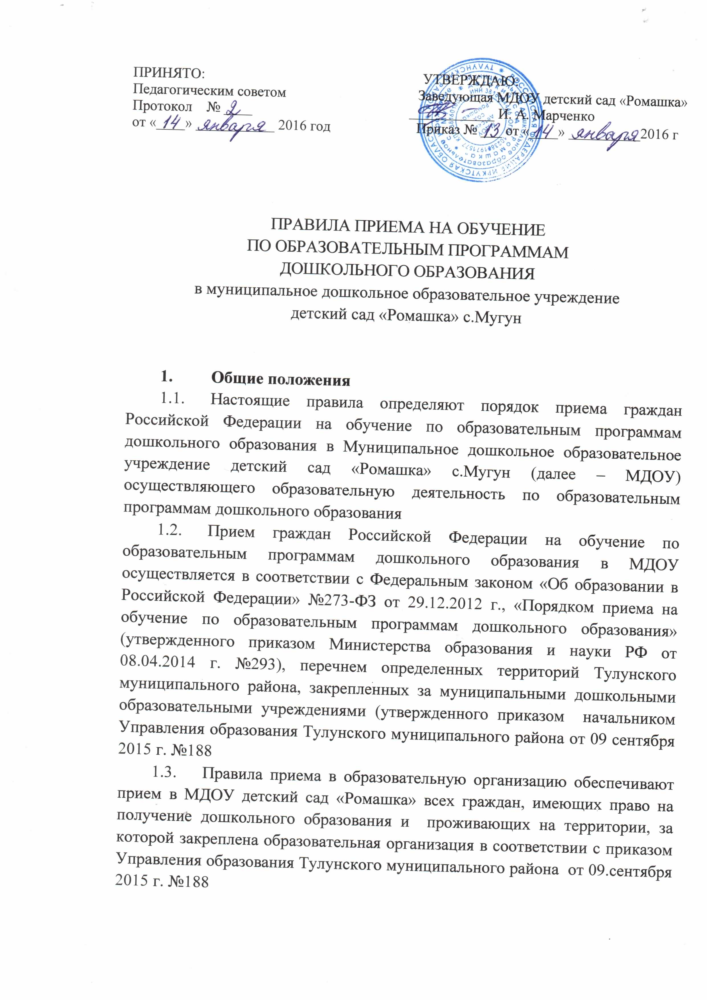 ПРИНЯТО:
Педагогическим советом
Протокол № 2
от «14» января 2016 год
УТВЕРЖДАЮ:
Заведующая МДОУ детский сад «Ромашка»
И. А. Марченко
Приказ № 13 от «14» января 2016 г
ПРАВИЛА ПРИЕМА НА ОБУЧЕНИЕ
ПО ОБРАЗОВАТЕЛЬНЫМ ПРОГРАММАМ
ДОШКОЛЬНОГО ОБРАЗОВАНИЯ
в муниципальное дошкольное образовательное учреждение
детский сад «Ромашка» с.Мугун
1. Общие положения
1.1. Настоящие правила определяют порядок приема граждан
Российской Федерации на обучение по образовательным программам
дошкольного образования в Муниципальное дошкольное образовательное
учреждение детский сад «Ромашка» с.Мугун (далее – МДОУ)
осуществляющего образовательную деятельность по образовательным
программам дошкольного образования
1.2. Прием граждан Российской Федерации на обучение по
образовательным программам дошкольного образования в МДОУ
осуществляется в соответствии с Федеральным законом «Об образовании в
Российской Федерации» №273-ФЗ от 29.12.2012 г., «Порядком приема на
обучение по образовательным программам дошкольного образования»
(утвержденного приказом Министерства образования и науки РФ от
08.04.2014 г. №293), перечнем определенных территорий Тулунского
муниципального района, закрепленных за муниципальными дошкольными
образовательными учреждениями (утвержденного приказом начальником
Управления образования Тулунского муниципального района от 09 сентября
2015 г. №188
1.3. Правила приема в образовательную организацию обеспечивают
прием в МДОУ детский сад «Ромашка» всех граждан, имеющих право на
получение дошкольного образования и проживающих на территории, за
которой закреплена образовательная организация в соответствии с приказом
Управления образования Тулунского муниципального района от 09.сентября
2015 г. №188
РОССИЙСКАЯ ФЕДЕРАЦИЯ ИРКУТСКАЯ ОБЛАСТЬ